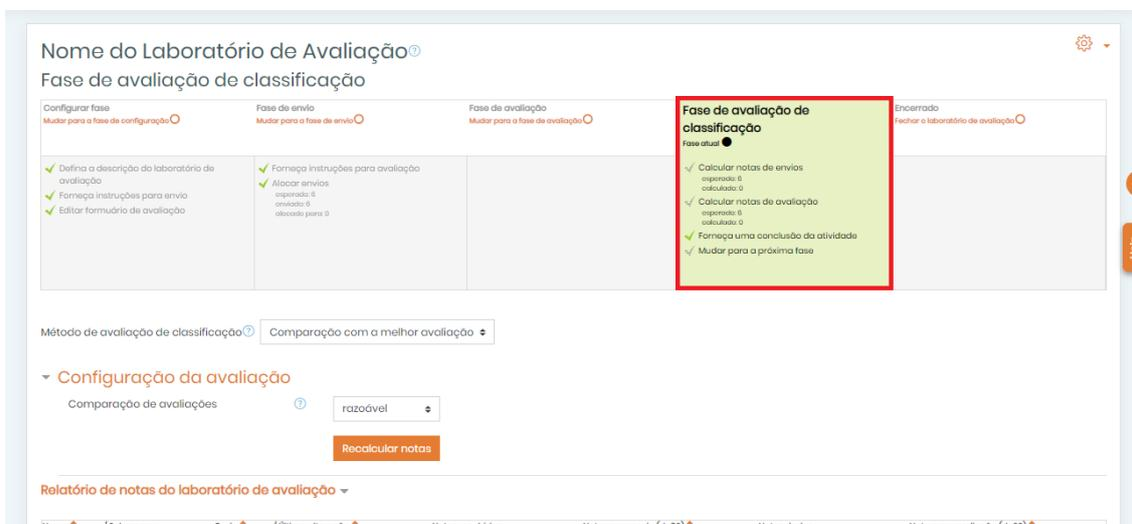 Nome do Laboratório de Avaliação
Fase de avaliação de classificação
Configurar fase
Mudar para a fase de configuração
Fase de envio
Mudar para a fase de envio
Fase de avaliação
Mudar para a fase de avaliação
Fase de avaliação de
classificação
Fase atual
Encerrado
Fechar o laboratório de avaliação
Defina a descrição do laboratório de
avaliação
Forneça instruções para envio
Editar formuário de avaliação
Forneça instruções para avaliação
Alocar envios
esperado: 6
enviado: 6
alocado para: 0
Calcular notas de envios
esperado: 6
calculado: 0
Calcular notas de avaliação
esperado: 6
calculado: 0
Forneça uma conclusão da atividade
Mudar para a próxima fase
Método de avaliação de classificação
Comparação com a melhor avaliação
Configuração da avaliação
Comparação de avaliações
razoável
Recalcular notas
Relatório de notas do laboratório de avaliação